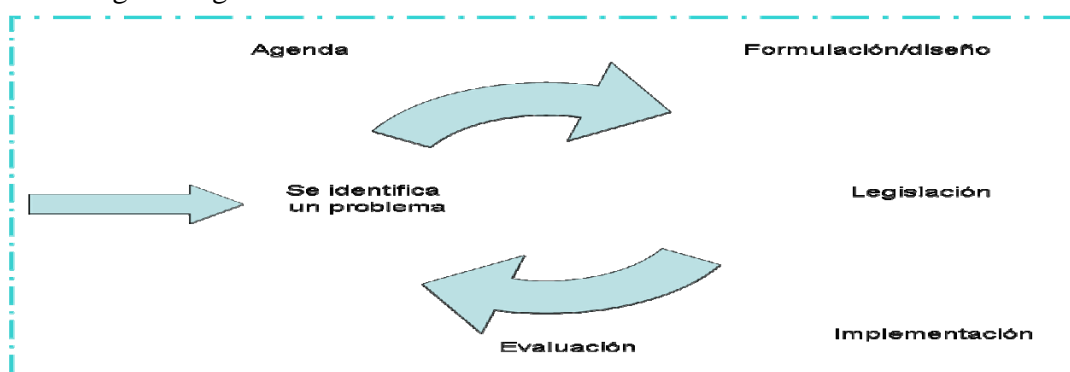 Agenda
Formulación/diseño
Se identifica
un problema
Legislación
Implementación
Evaluación